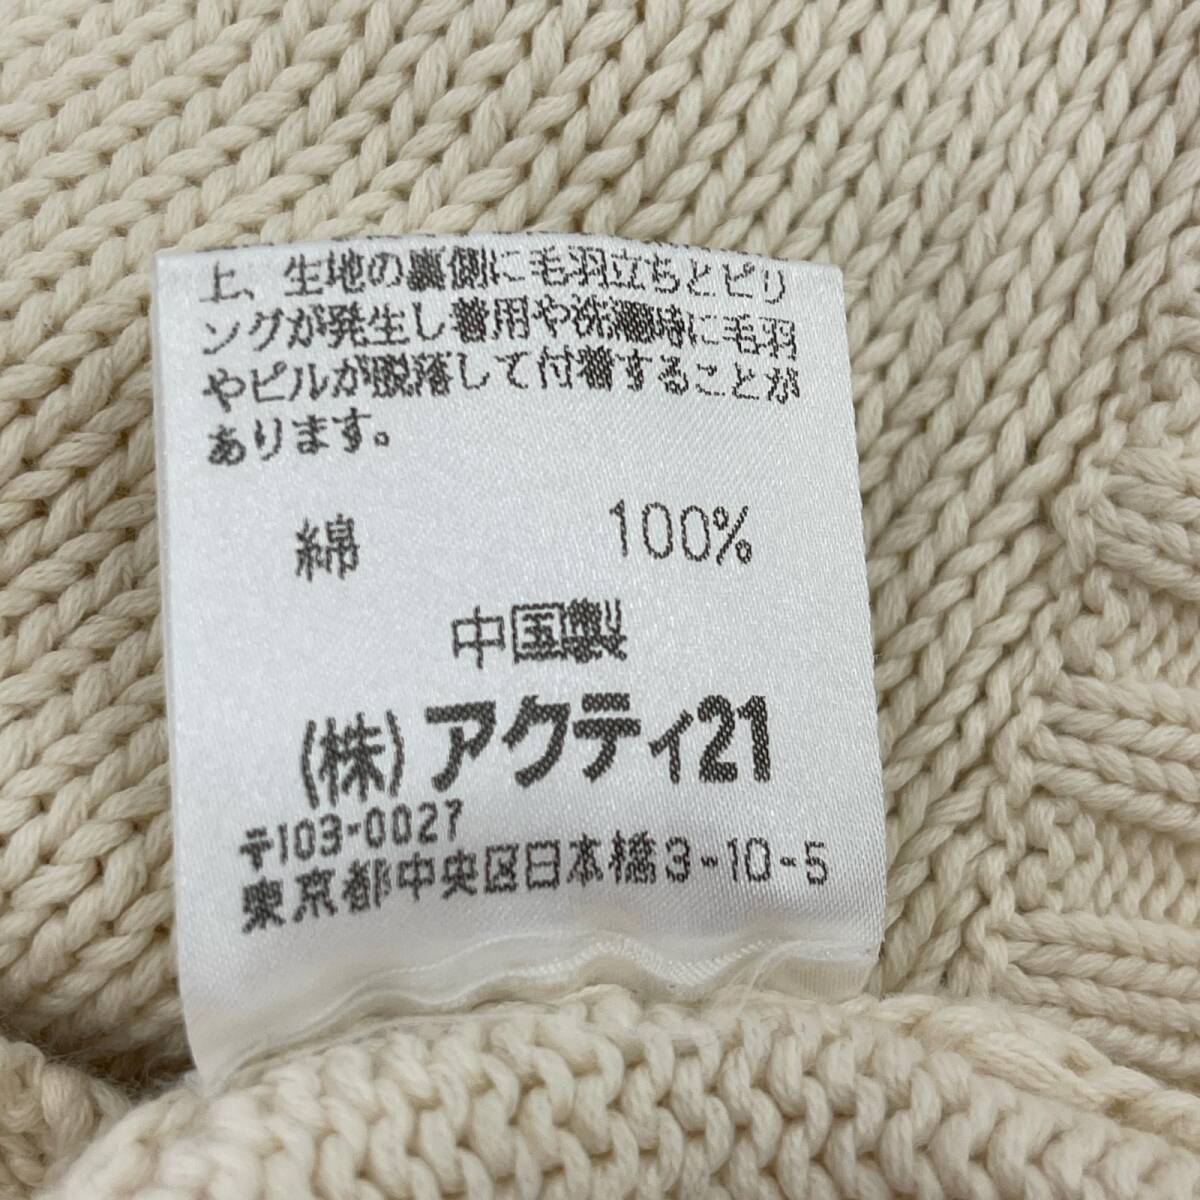 上、生地の裏側に毛羽立ちとピリ
ングが発生し着用や洗濯時に毛羽
やピルが脱落して付着することが
あります。
綿 100%
中国製
(株)アクティ21
〒103-0027
東京都中央区日本橋3-10-5